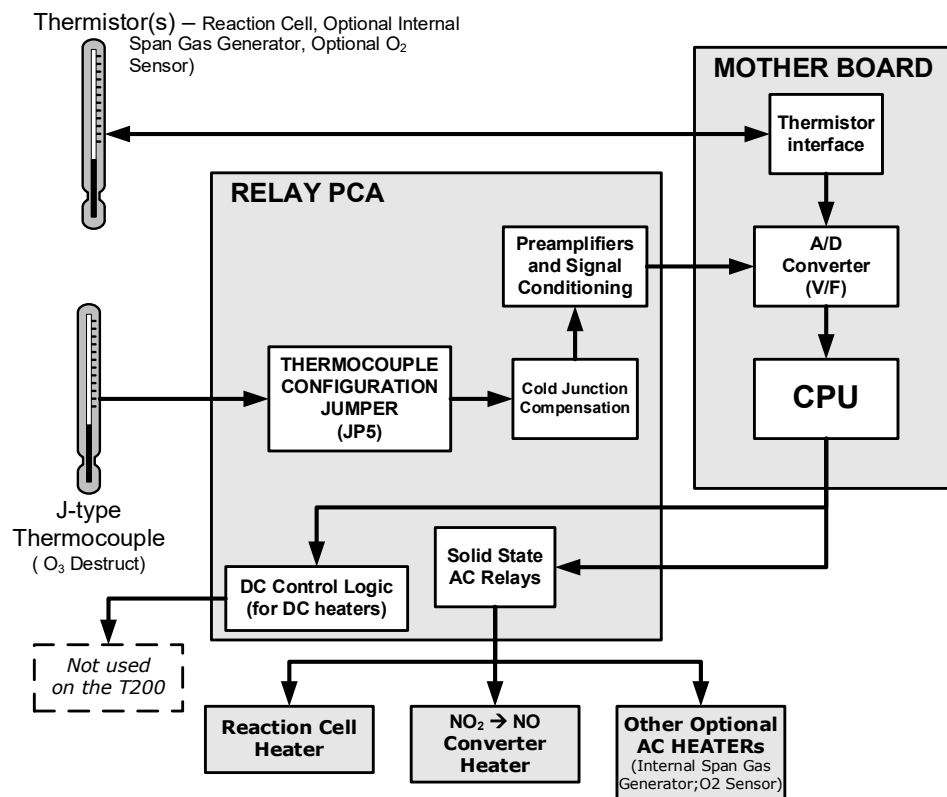 Thermistor(s) – Reaction Cell, Optional Internal
Span Gas Generator, Optional O₂
Sensor)
MOTHER BOARD
Thermistor
interface
RELAY PCA
Preamplifiers
and Signal
Conditioning
A/D
Converter
(V/F)
THERMOCOUPLE
CONFIGURATION
JUMPER
(JP5)
Cold Junction
Compensation
CPU
J-type
Thermocouple
( O₃ Destruct)
DC Control Logic
(for DC heaters)
Solid State
AC Relays
Not used
on the T200
Reaction Cell
Heater
NO₂ → NO
Converter
Heater
Other Optional
AC HEATERs
(Internal Span Gas
Generator;O2 Sensor)